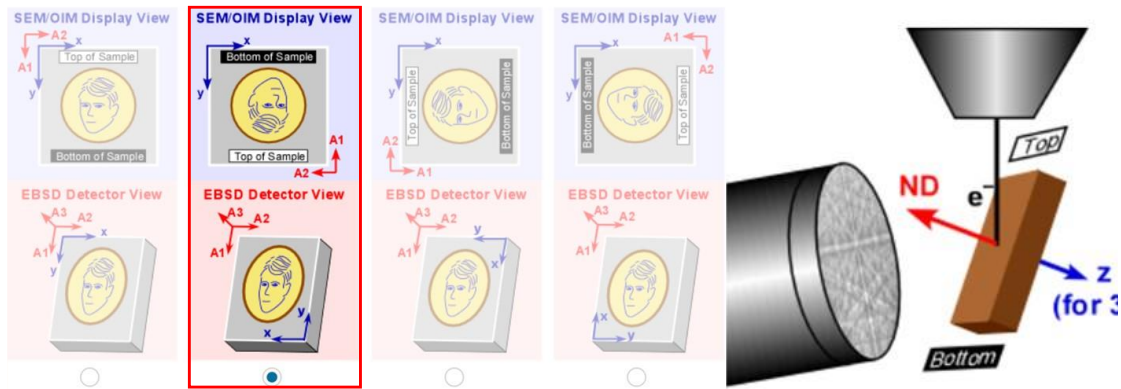 SEM/OIM Display View
A2
x
A1
Top of Sample
y
Bottom of Sample
EBSD Detector View
A3
A2
x
A1
y
SEM/OIM Display View
x
Bottom of Sample
y
A1
Top of Sample
A2
EBSD Detector View
A3
A2
A1
y
x
SEM/OIM Display View
x
y
Top of Sample
Bottom of Sample
A2
A1
EBSD Detector View
A3
A2
y
A1
x
SEM/OIM Display View
x
A1
A2
y
Bottom of Sample
Top of Sample
EBSD Detector View
A3
A2
A1
x
y
Top
ND
e-
z
(for 3
Bottom